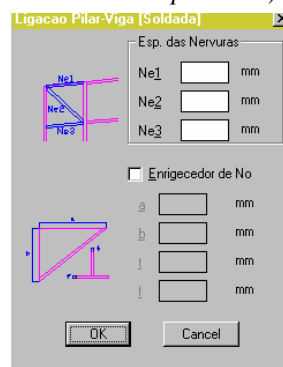 Ligacao Pilar-Viga [Soldada]
Esp. das Nervuras
Ne1 mm
Ne2 mm
Ne3 mm
Ne1
Ne2
Ne3
Enrigecedor de No
a mm
b mm
mm
mm
a
OK Cancel